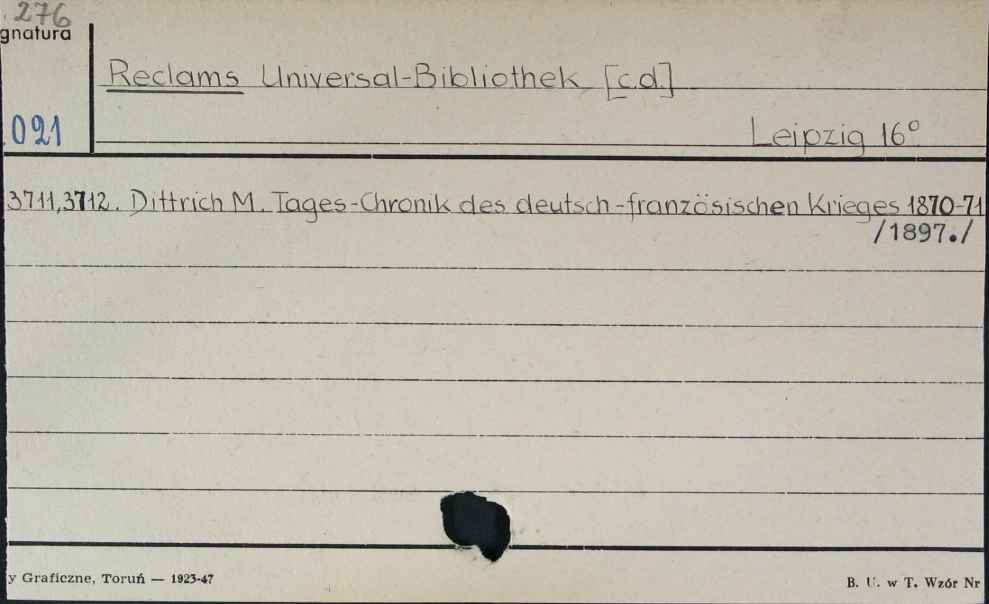 276
gnatura
Reclams Universal-Bibliothek [c.d.]
021
Leipzig 16°
3711,3712. Dittrich M. Tages-Chronik des deutsch-französischen Krieges 1870-71
/1897./
y Graficzne, Toruń — 1923-47
B. U. w T. Wzór Nr